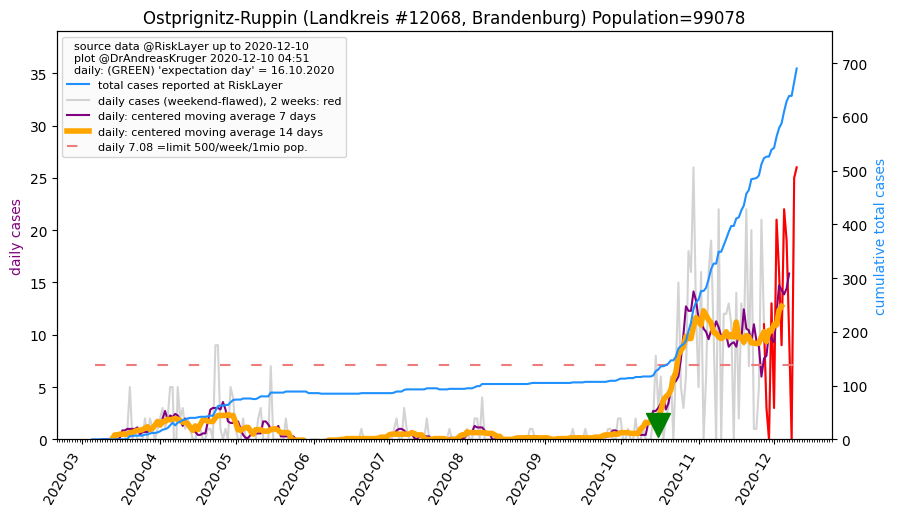 Ostprignitz-Ruppin (Landkreis #12068, Brandenburg) Population=99078
source data @RiskLayer up to 2020-12-10
plot @DrAndreasKruger 2020-12-10 04:51
daily: (GREEN) 'expectation day' = 16.10.2020
total cases reported at RiskLayer
daily cases (weekend-flawed), 2 weeks: red
daily: centered moving average 7 days
daily: centered moving average 14 days
daily 7.08 =limit 500/week/1mio pop.
daily cases
35
30
25
20
15
10
5
0
700
600
500
400
300
200
100
0
cumulative total cases
2020-03
2020-04
2020-05
2020-06
2020-07
2020-08
2020-09
2020-10
2020-11
2020-12